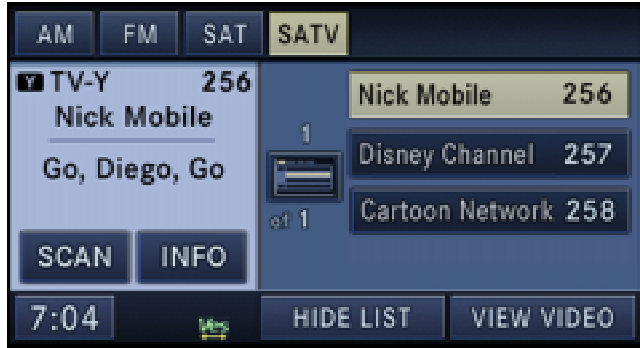 AM FM SAT SATV
Y TV-Y 256
Nick Mobile
Go, Diego, Go
SCAN INFO
1
of 1
Nick Mobile 256
Disney Channel 257
Cartoon Network 258
7:04
HIDE LIST VIEW VIDEO